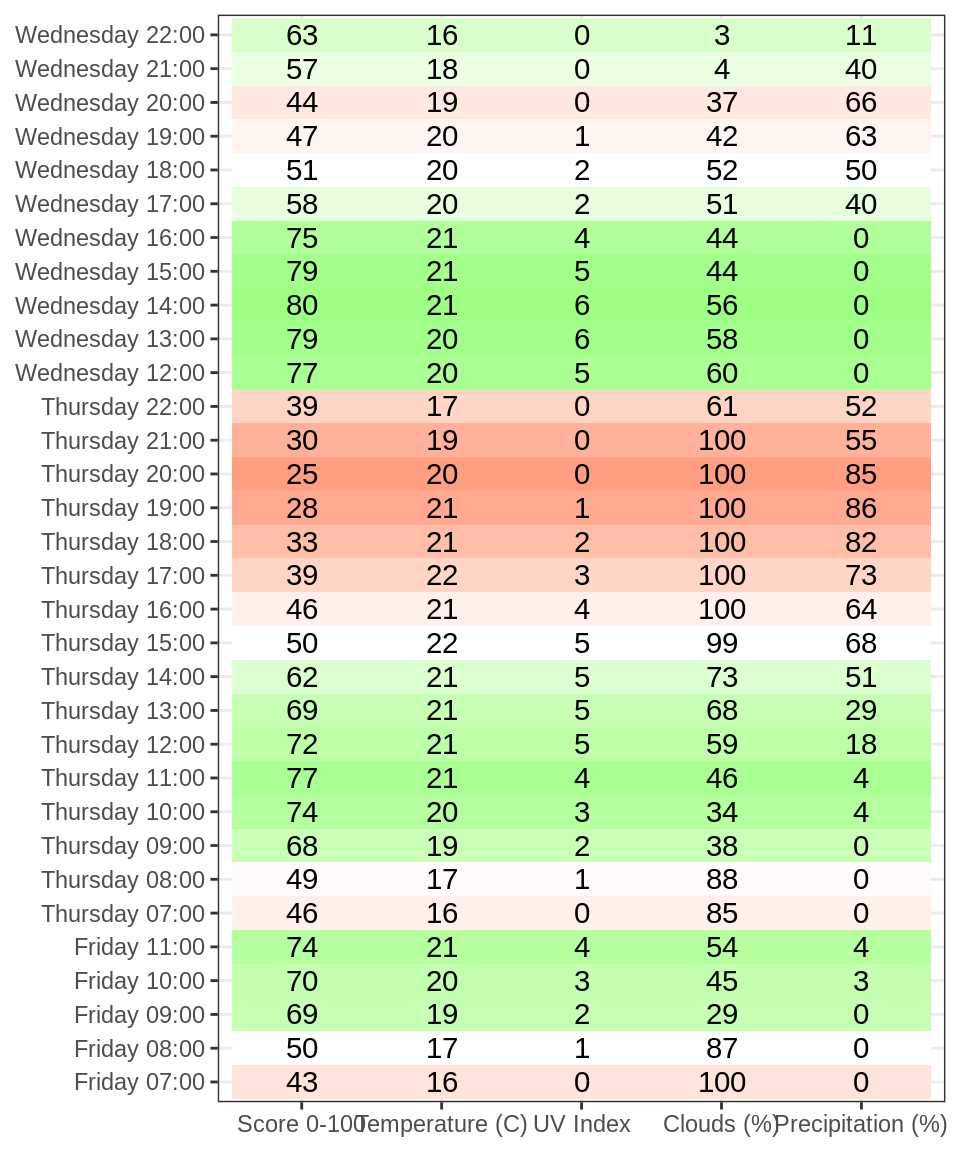 Wednesday 22:00 63 16 0 3 11
Wednesday 21:00 57 18 0 4 40
Wednesday 20:00 44 19 0 37 66
Wednesday 19:00 47 20 1 42 63
Wednesday 18:00 51 20 2 52 50
Wednesday 17:00 58 20 2 51 40
Wednesday 16:00 75 21 4 44 0
Wednesday 15:00 79 21 5 44 0
Wednesday 14:00 80 21 6 56 0
Wednesday 13:00 79 20 6 58 0
Wednesday 12:00 77 20 5 60 0
Thursday 22:00 39 17 0 61 52
Thursday 21:00 30 19 0 100 55
Thursday 20:00 25 20 0 100 85
Thursday 19:00 28 21 1 100 86
Thursday 18:00 33 21 2 100 82
Thursday 17:00 39 22 3 100 73
Thursday 16:00 46 21 4 100 64
Thursday 15:00 50 22 5 99 68
Thursday 14:00 62 21 5 73 51
Thursday 13:00 69 21 5 68 29
Thursday 12:00 72 21 5 59 18
Thursday 11:00 77 21 4 46 4
Thursday 10:00 74 20 3 34 4
Thursday 09:00 68 19 2 38 0
Thursday 08:00 49 17 1 88 0
Thursday 07:00 46 16 0 85 0
Friday 11:00 74 21 4 54 4
Friday 10:00 70 20 3 45 3
Friday 09:00 69 19 2 29 0
Friday 08:00 50 17 1 87 0
Friday 07:00 43 16 0 100 0
Score 0-100 Temperature (C) UV Index Clouds (%) Precipitation (%)